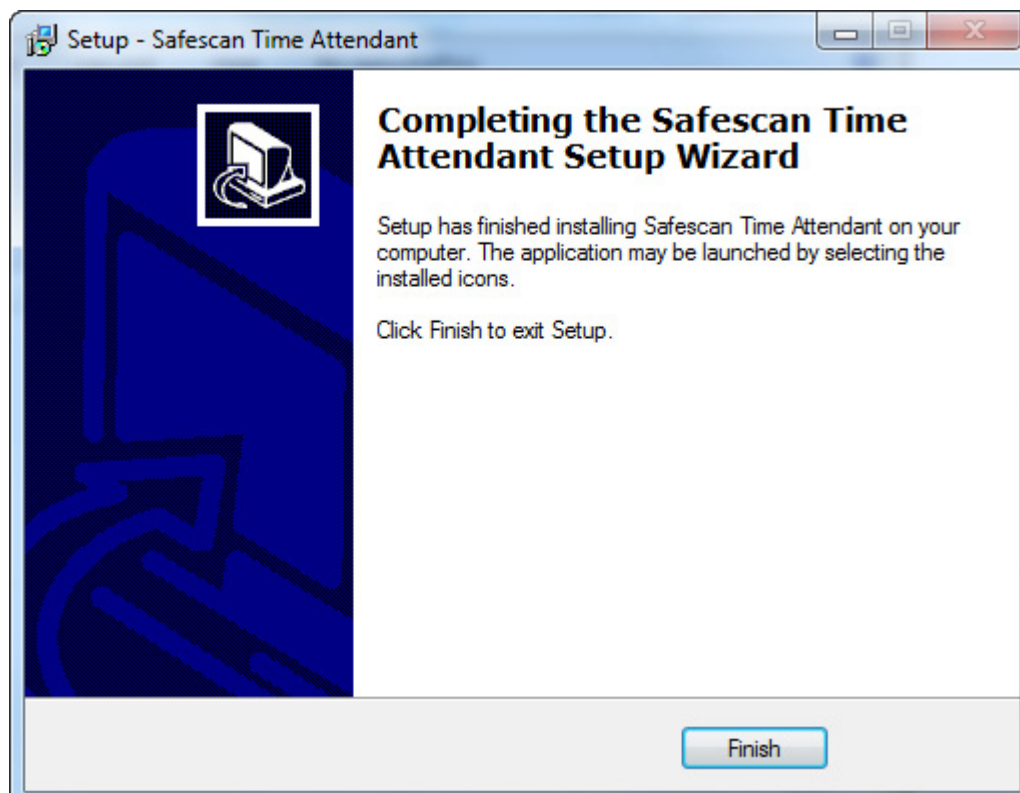 Setup - Safescan Time Attendant
Completing the Safescan Time
Attendant Setup Wizard
Setup has finished installing Safescan Time Attendant on your
computer. The application may be launched by selecting the
installed icons.
Click Finish to exit Setup.
Finish